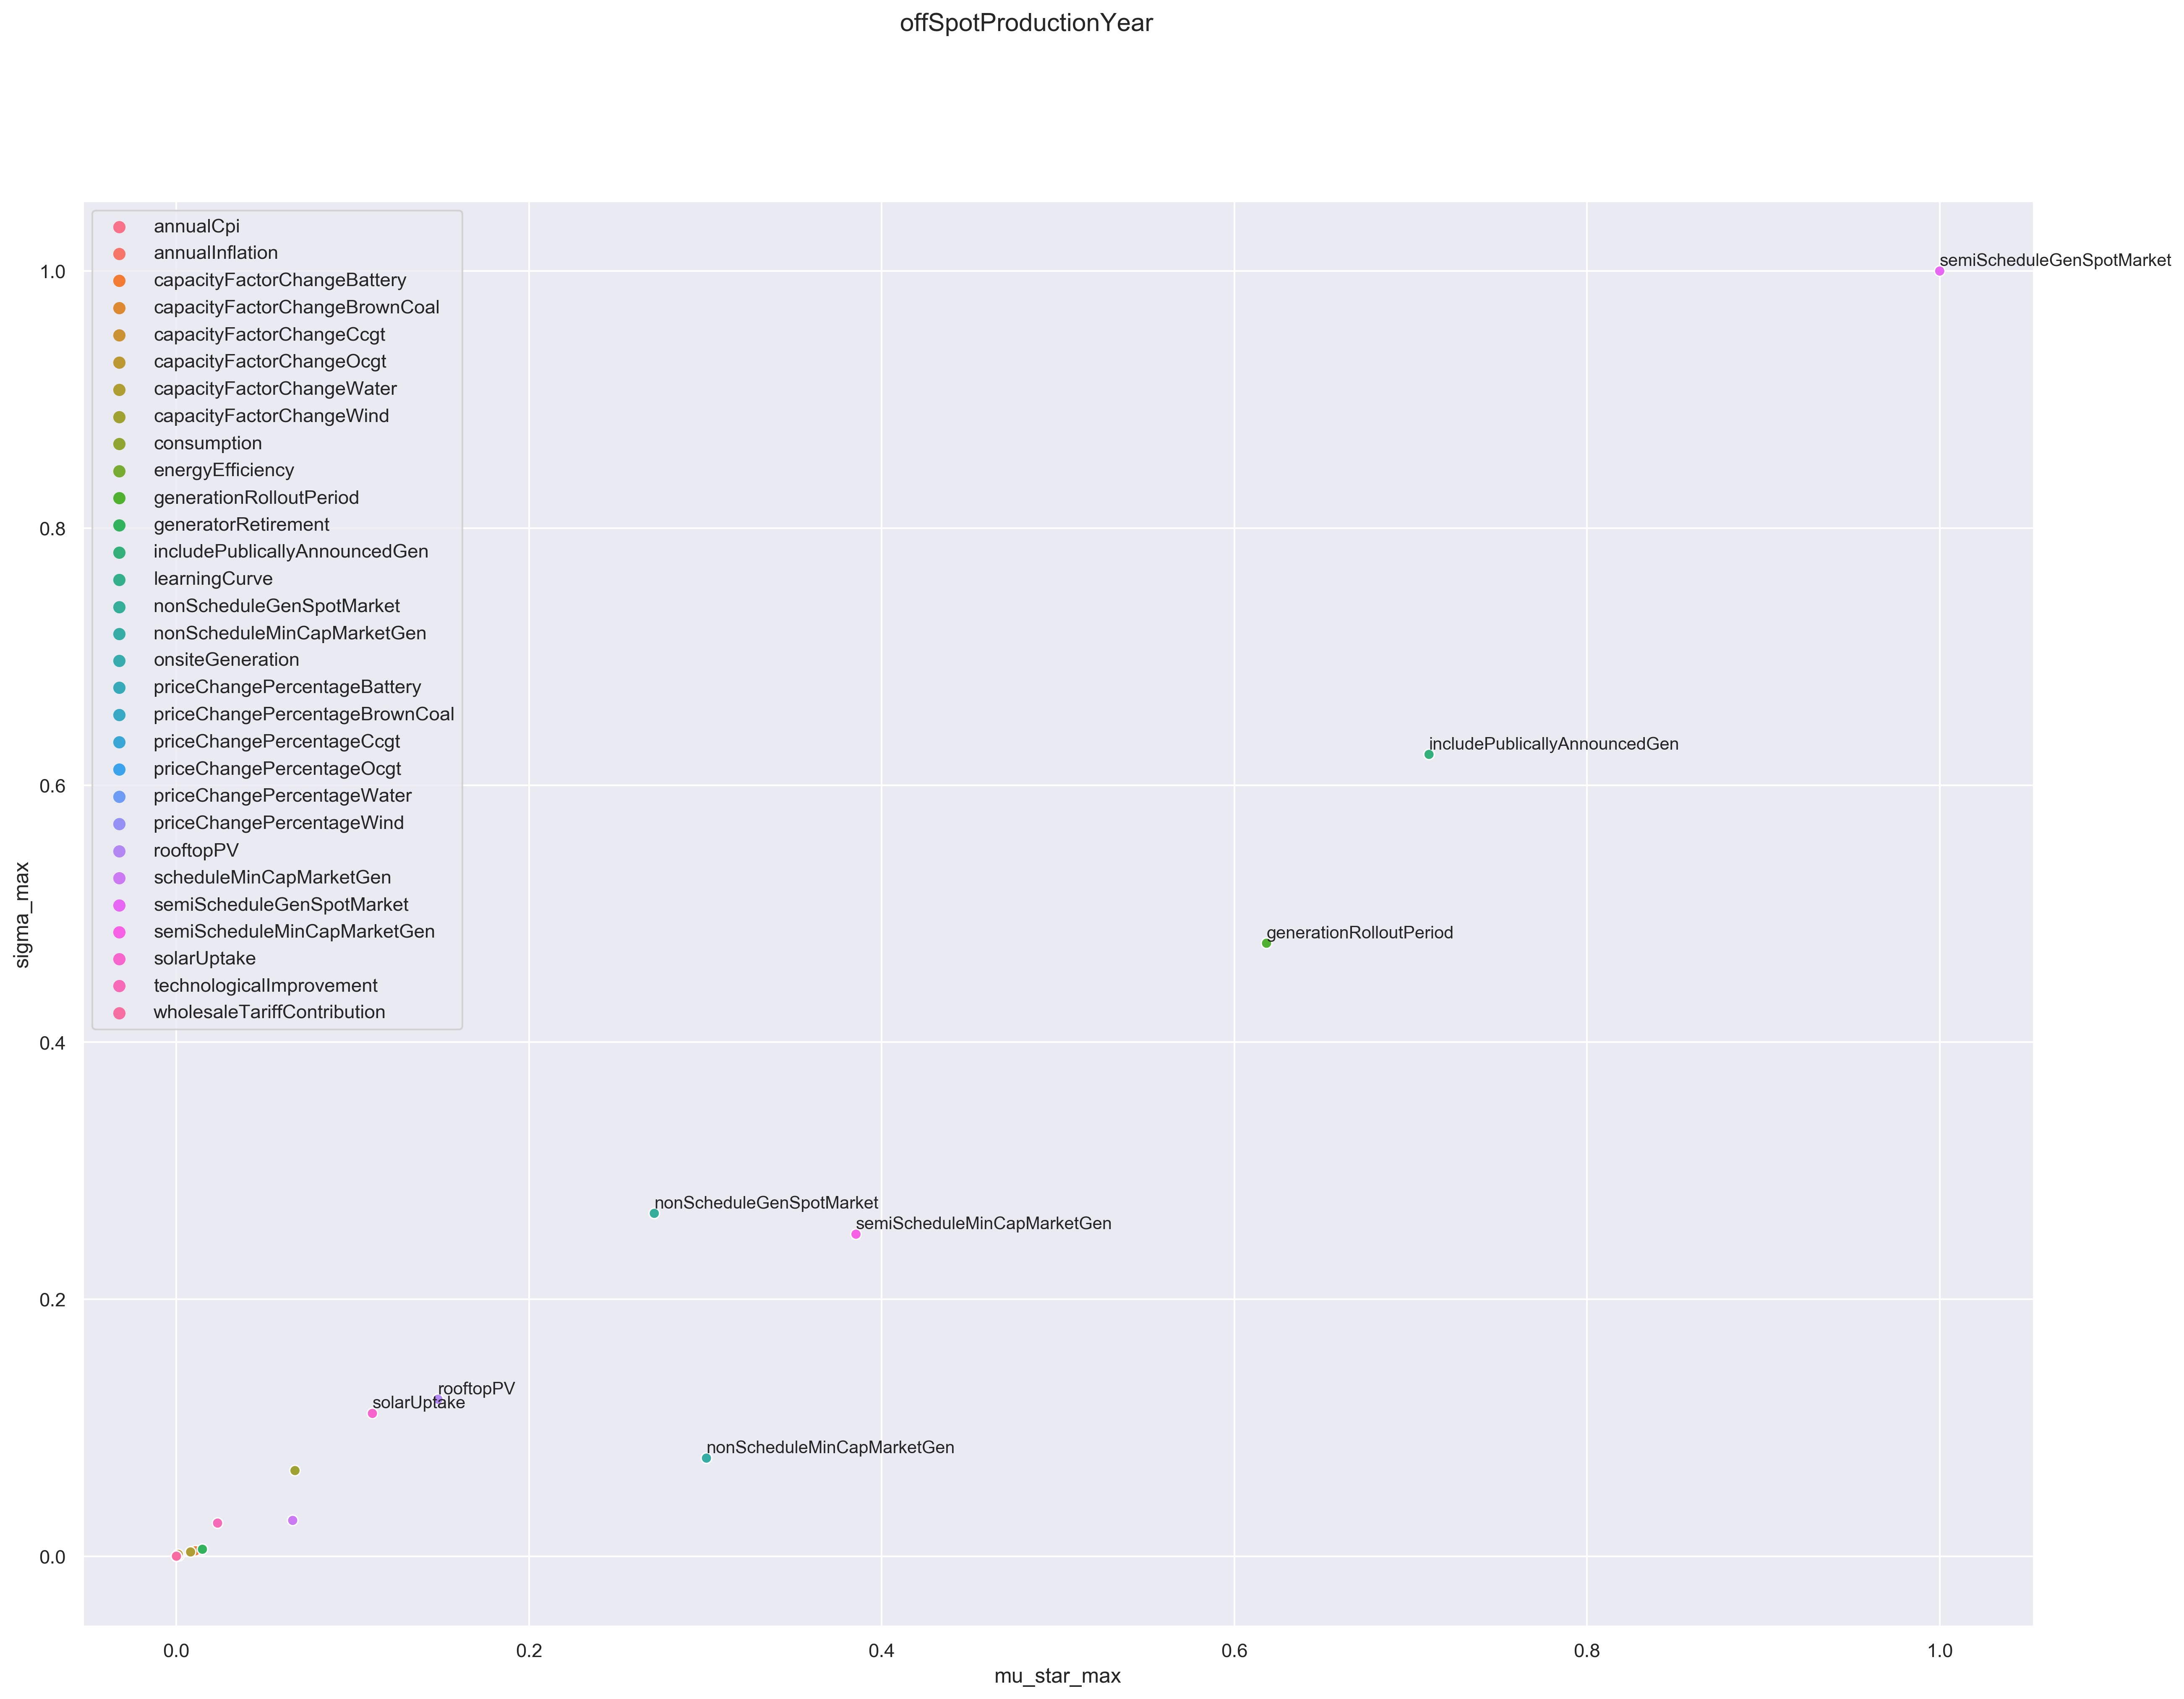 offSpotProductionYear
annualCpi
annualInflation
capacityFactorChangeBattery
capacityFactorChangeBrownCoal
capacityFactorChangeCcgt
capacityFactorChangeOcgt
capacityFactorChangeWater
capacityFactorChangeWind
consumption
energyEfficiency
generationRolloutPeriod
generatorRetirement
includePublicallyAnnouncedGen
learningCurve
nonScheduleGenSpotMarket
nonScheduleMinCapMarketGen
onsiteGeneration
priceChangePercentageBattery
priceChangePercentageBrownCoal
priceChangePercentageCcgt
priceChangePercentageOcgt
priceChangePercentageWater
priceChangePercentageWind
rooftopPV
scheduleMinCapMarketGen
semiScheduleGenSpotMarket
semiScheduleMinCapMarketGen
solarUptake
technologicalImprovement
wholesaleTariffContribution
semiScheduleGenSpotMarket
includePublicallyAnnouncedGen
generationRolloutPeriod
nonScheduleGenSpotMarket
semiScheduleMinCapMarketGen
rooftopPV
solarUptake
nonScheduleMinCapMarketGen
sigma_max
1.0
0.8
0.6
0.4
0.2
0.0
0.0 0.2 0.4 0.6 0.8 1.0
mu_star_max